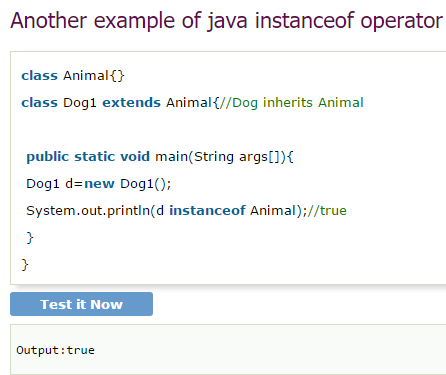 Another example of java instanceof operator
class Animal{}
class Dog1 extends Animal{//Dog inherits Animal
public static void main(String args[]){
Dog1 d=new Dog1();
System.out.println(d instanceof Animal);//true
}
}
Test it Now
Output:true